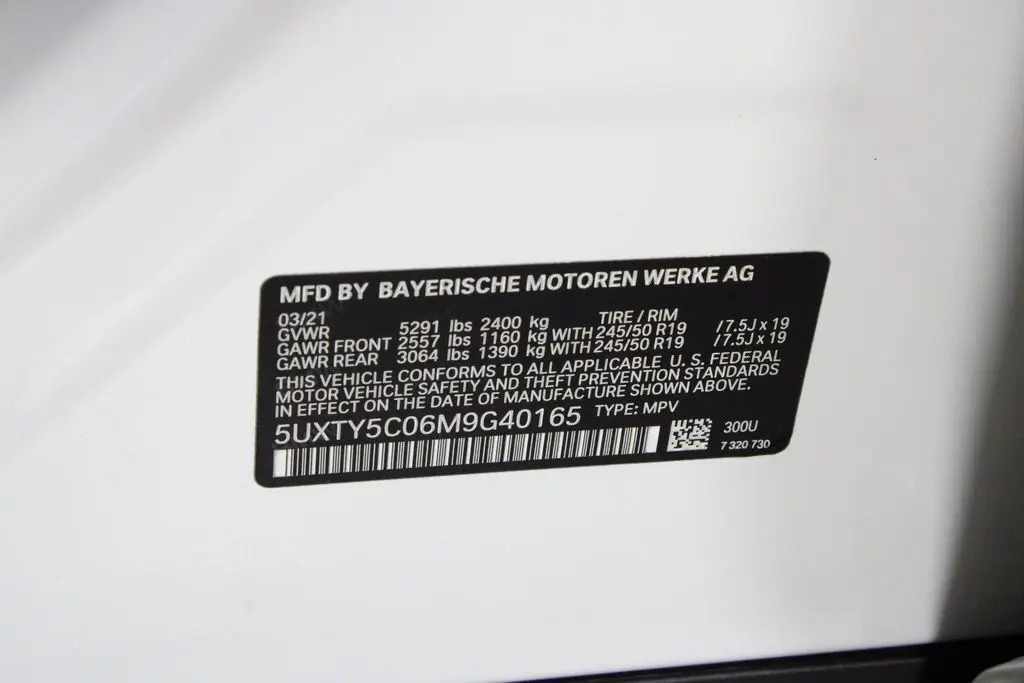 MFD BY BAYERISCHE MOTOREN WERKE AG
03/21 TIRE / RIM
GVWR 5291 lbs 2400 kg
GAWR FRONT 2557 lbs 1160 kg WITH 245/50 R19 / 7.5J x 19
GAWR REAR 3064 lbs 1390 kg WITH 245/50 R19 / 7.5J x 19
THIS VEHICLE CONFORMS TO ALL APPLICABLE U. S. FEDERAL
MOTOR VEHICLE SAFETY AND THEFT PREVENTION STANDARDS
IN EFFECT ON THE DATE OF MANUFACTURE SHOWN ABOVE.
5UXTY5C06M9G40165 TYPE: MPV
300U
7 320 730